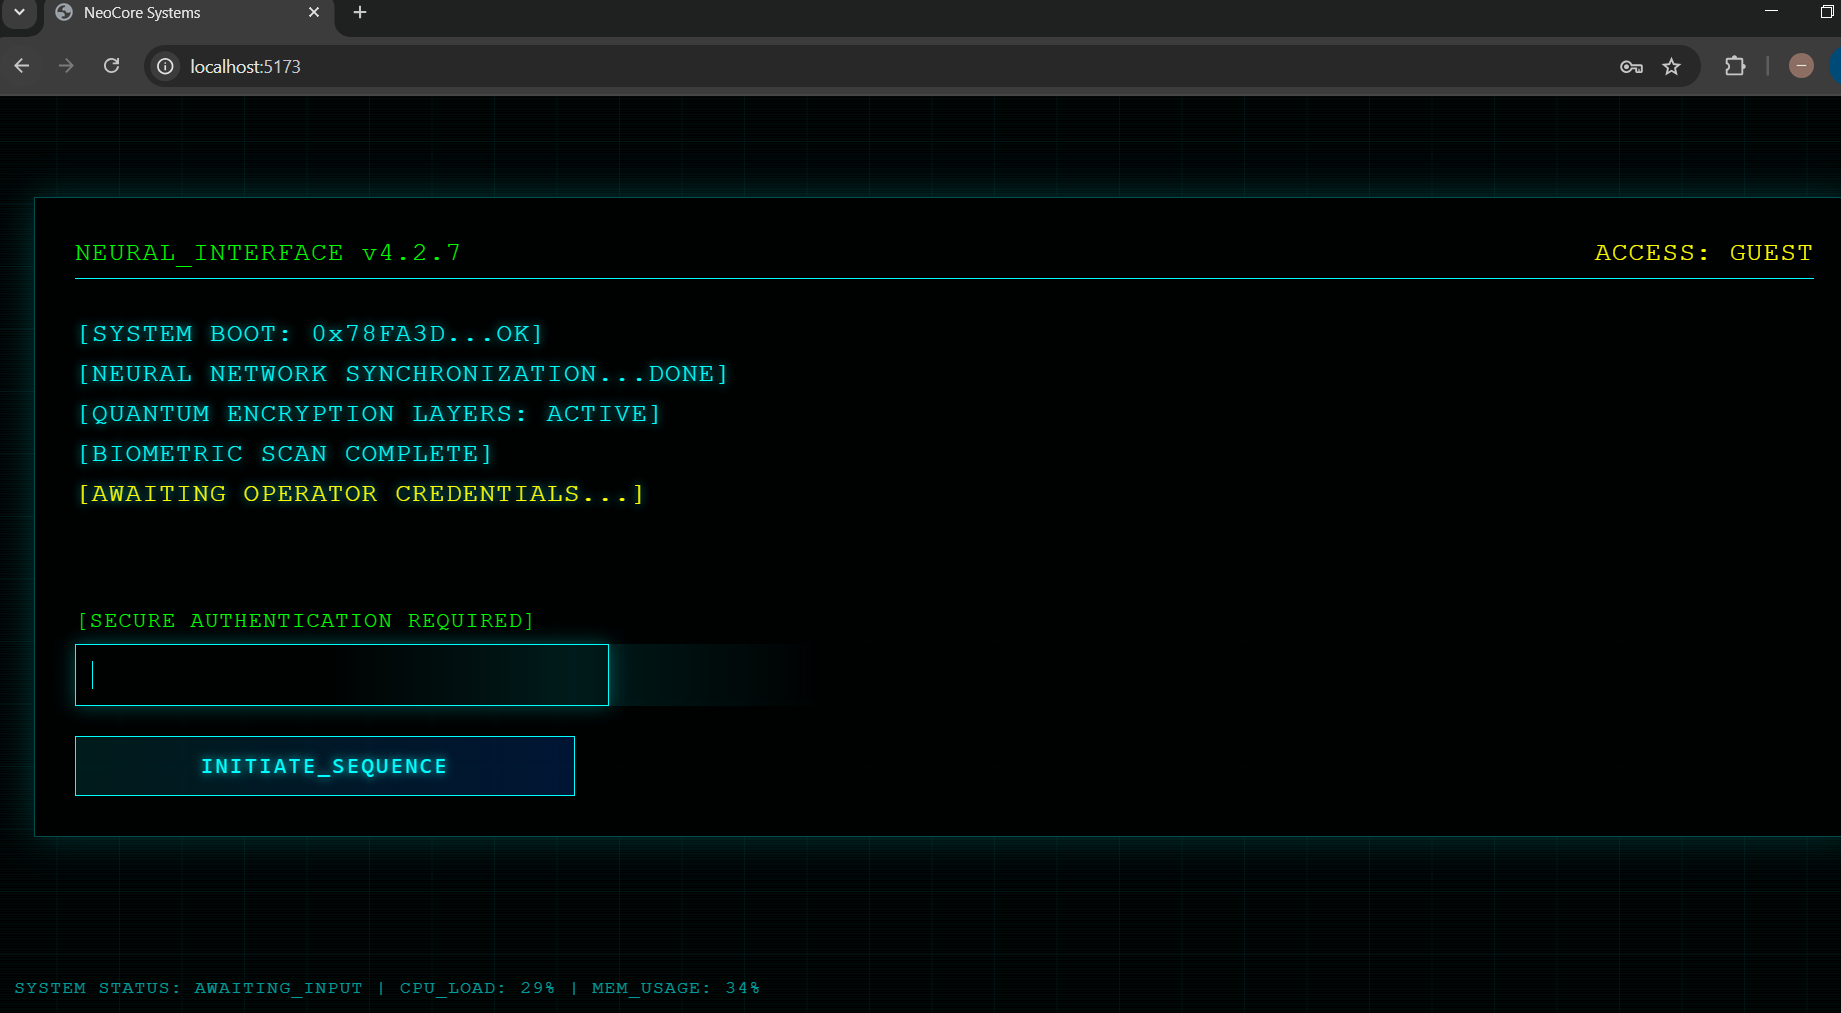 NeoCore Systems
localhost:5173
NEURAL_INTERFACE v4.2.7
ACCESS: GUEST
[SYSTEM BOOT: 0x78FA3D...OK]
[NEURAL NETWORK SYNCHRONIZATION...DONE]
[QUANTUM ENCRYPTION LAYERS: ACTIVE]
[BIOMETRIC SCAN COMPLETE]
[AWAITING OPERATOR CREDENTIALS...]
[SECURE AUTHENTICATION REQUIRED]
INITIATE_SEQUENCE
SYSTEM STATUS: AWAITING_INPUT | CPU_LOAD: 29% | MEM_USAGE: 34%